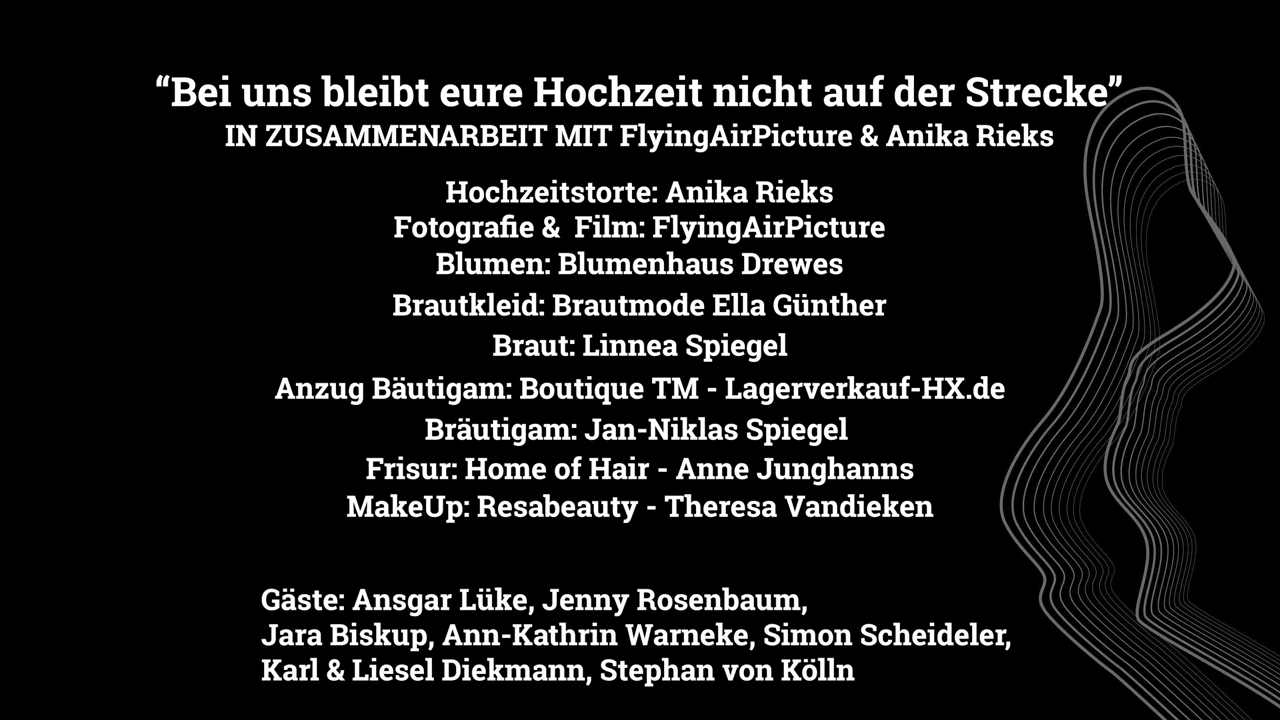 “Bei uns bleibt eure Hochzeit nicht auf der Strecke”
IN ZUSAMMENARBEIT MIT FlyingAirPicture & Anika Rieks
Hochzeitstorte: Anika Rieks
Fotografie & Film: FlyingAirPicture
Blumen: Blumenhaus Drewes
Brautkleid: Brautmode Ella Günther
Braut: Linnea Spiegel
Anzug Bäutigam: Boutique TM - Lagerverkauf-HX.de
Bräutigam: Jan-Niklas Spiegel
Frisur: Home of Hair - Anne Junghanns
MakeUp: Resabeauty - Theresa Vandieken
Gäste: Ansgar Lüke, Jenny Rosenbaum,
Jara Biskup, Ann-Kathrin Warneke, Simon Scheideler,
Karl & Liesel Diekmann, Stephan von Kölln